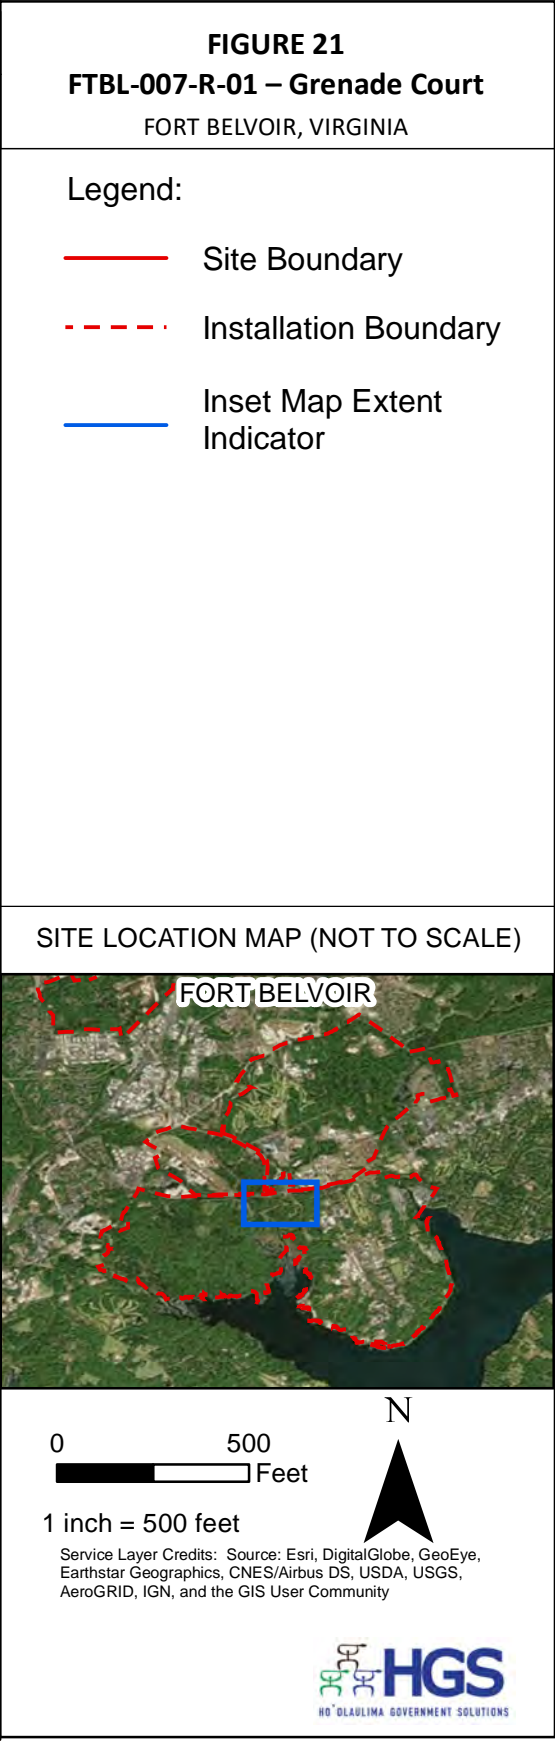 FIGURE 21
FTBL-007-R-01 – Grenade Court
FORT BELVOIR, VIRGINIA
Legend:
Site Boundary
Installation Boundary
Inset Map Extent
Indicator
SITE LOCATION MAP (NOT TO SCALE)
FORT BELVOIR
N
0 500
Feet
1 inch = 500 feet
Service Layer Credits: Source: Esri, DigitalGlobe, GeoEye,
Earthstar Geographics, CNES/Airbus DS, USDA, USGS,
AeroGRID, IGN, and the GIS User Community
HGS
HO`OLAULIMA GOVERNMENT SOLUTIONS